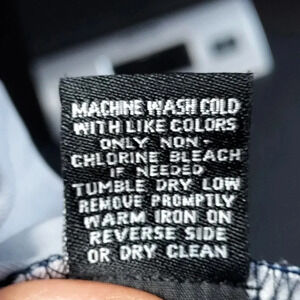 MACHINE WASH COLD
WITH LIKE COLORS
ONLY NON-
CHLORINE BLEACH
IF NEEDED
TUMBLE DRY LOW
REMOVE PROMPTLY
WARM IRON ON
REVERSE SIDE
OR DRY CLEAN